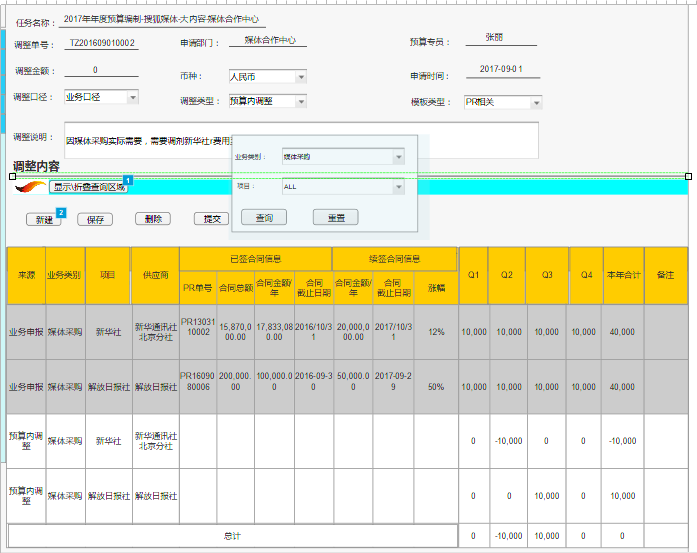 任务名称： 2017年年度预算编制-搜狐媒体-大内容-媒体合作中心
调整单号： TZ201609010002 申请部门： 媒体合作中心 预算专员： 张丽
调整金额： 0 币种： 人民币 申请时间： 2017-09-01
调整口径： 业务口径 调整类型： 预算内调整 模板类型： PR相关
调整说明： 因媒体采购实际需要，需要调剂新华社r费用
调整内容
业务类别： 媒体采购
显示\折叠查询区域 1
项目： ALL
查询 重置
新建 2 保存 删除 提交
来源 业务类别 项目 供应商 已签合同信息 续签合同信息 Q1 Q2 Q3 Q4 本年合计 备注
PR单号 合同总额 合同金额/年 合同截止日期 合同金额/年 合同截止日期 涨幅
业务申报 媒体采购 新华社 新华通讯社北京分社 PR130311002 15,870,000.00 17,833,080.00 2016/10/31 20,000,000.00 2017/10/31 12% 10,000 10,000 10,000 10,000 40,000
业务申报 媒体采购 解放日报社 解放日报社 PR160980006 200,000.00 100,000.00 2016-09-30 50,000.00 2017-09-29 50% 10,000 10,000 10,000 10,000 40,000
预算内调整 媒体采购 新华社 新华通讯社北京分社 0 -10,000 0 0 -10,000
预算内调整 媒体采购 解放日报社 解放日报社 0 0 10,000 0 10,000
总计 0 -10,000 10,000 0 0